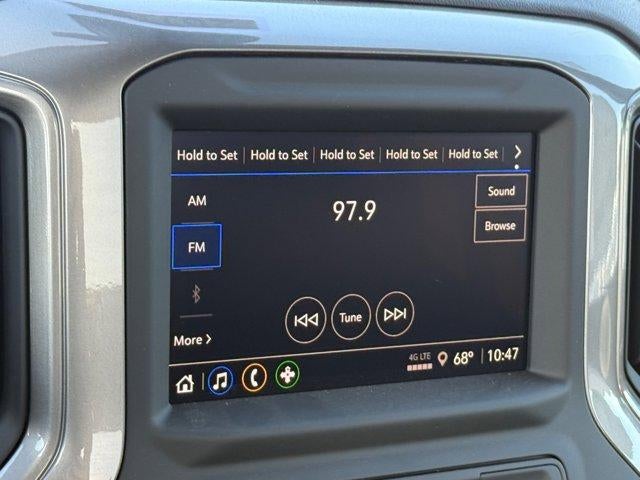 Hold to Set Hold to Set Hold to Set Hold to Set Hold to Set
AM
97.9
Sound
FM
Browse
Tune
More
4G LTE
68° 10:47